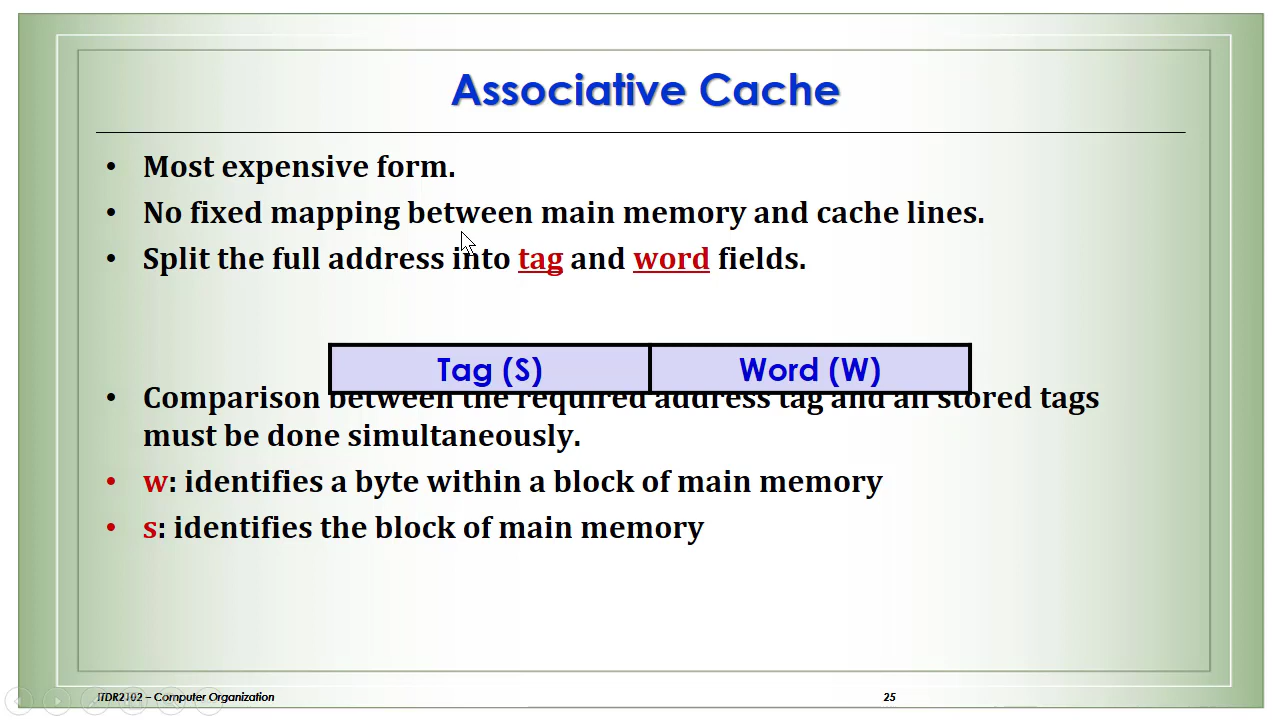 Associative Cache
• Most expensive form.
• No fixed mapping between main memory and cache lines.
• Split the full address into tag and word fields.
Tag (S) Word (W)
• Comparison between the required address tag and all stored tags
must be done simultaneously.
• w: identifies a byte within a block of main memory
• s: identifies the block of main memory
ITDR2102 – Computer Organization 25